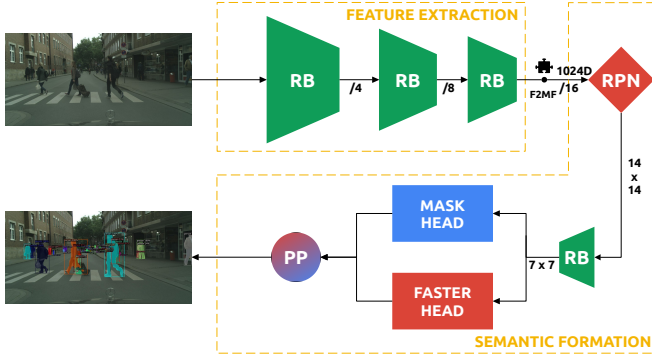 FEATURE EXTRACTION
RB
/4
RB
/8
RB
F2MF
1024D
/16
RPN
14
x
14
MASK
HEAD
PP
7 x 7
RB
FASTER
HEAD
SEMANTIC FORMATION